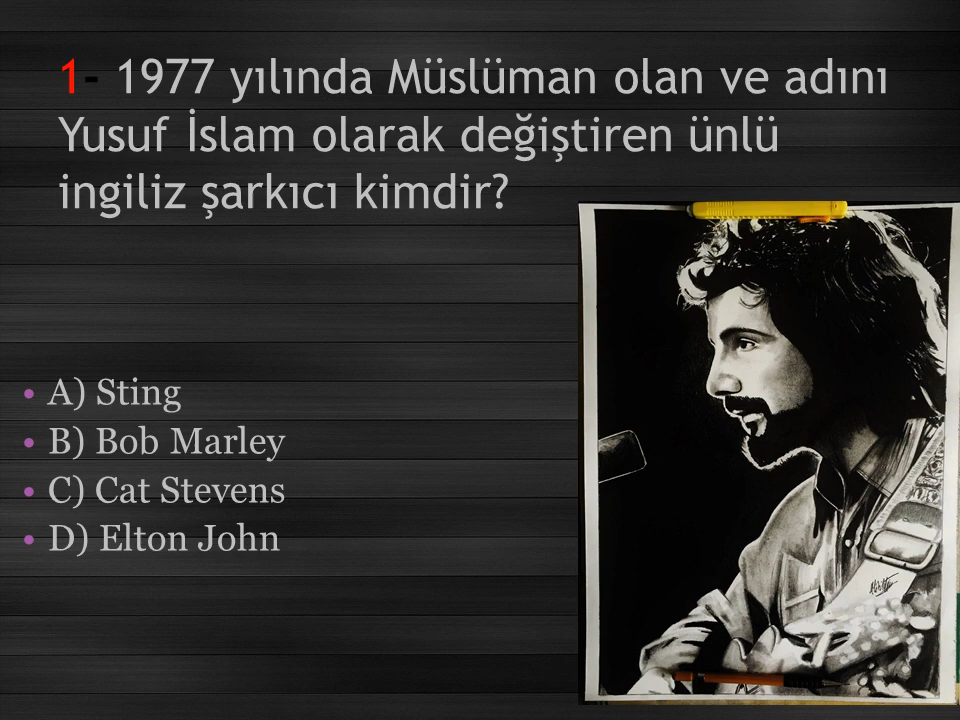 1- 1977 yılında Müslüman olan ve adını
Yusuf İslam olarak değiştiren ünlü
ingiliz şarkıcı kimdir?
• A) Sting
• B) Bob Marley
• C) Cat Stevens
• D) Elton John